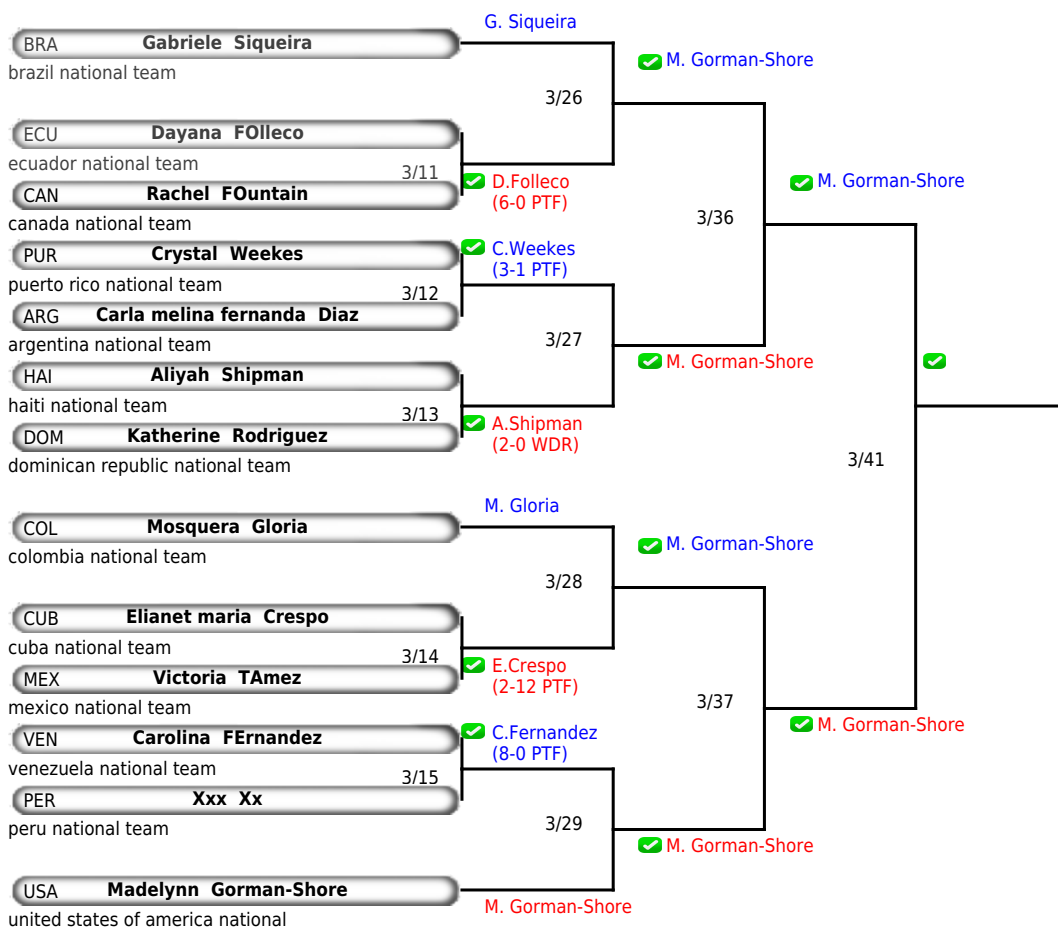 G. Siqueira
BRA Gabriele Siqueira
brazil national team
M. Gorman-Shore
3/26
ECU Dayana FOlleco
ecuador national team
3/11
D.Folleco
(6-0 PTF)
CAN Rachel FOuntain
canada national team
M. Gorman-Shore
3/36
PUR Crystal Weekes
puerto rico national team
C.Weekes
(3-1 PTF)
3/12
ARG Carla melina fernanda Diaz
argentina national team
3/27
M. Gorman-Shore
HAI Aliyah Shipman
haiti national team
3/13
A.Shipman
(2-0 WDR)
DOM Katherine Rodriguez
dominican republic national team
3/41
M. Gloria
COL Mosquera Gloria
colombia national team
M. Gorman-Shore
3/28
CUB Elianet maria Crespo
cuba national team
3/14
E.Crespo
(2-12 PTF)
MEX Victoria TAmez
mexico national team
3/37
M. Gorman-Shore
VEN Carolina FErnandez
venezuela national team
C.Fernandez
(8-0 PTF)
3/15
PER Xxx Xx
peru national team
3/29
M. Gorman-Shore
USA Madelynn Gorman-Shore
M. Gorman-Shore
united states of america national